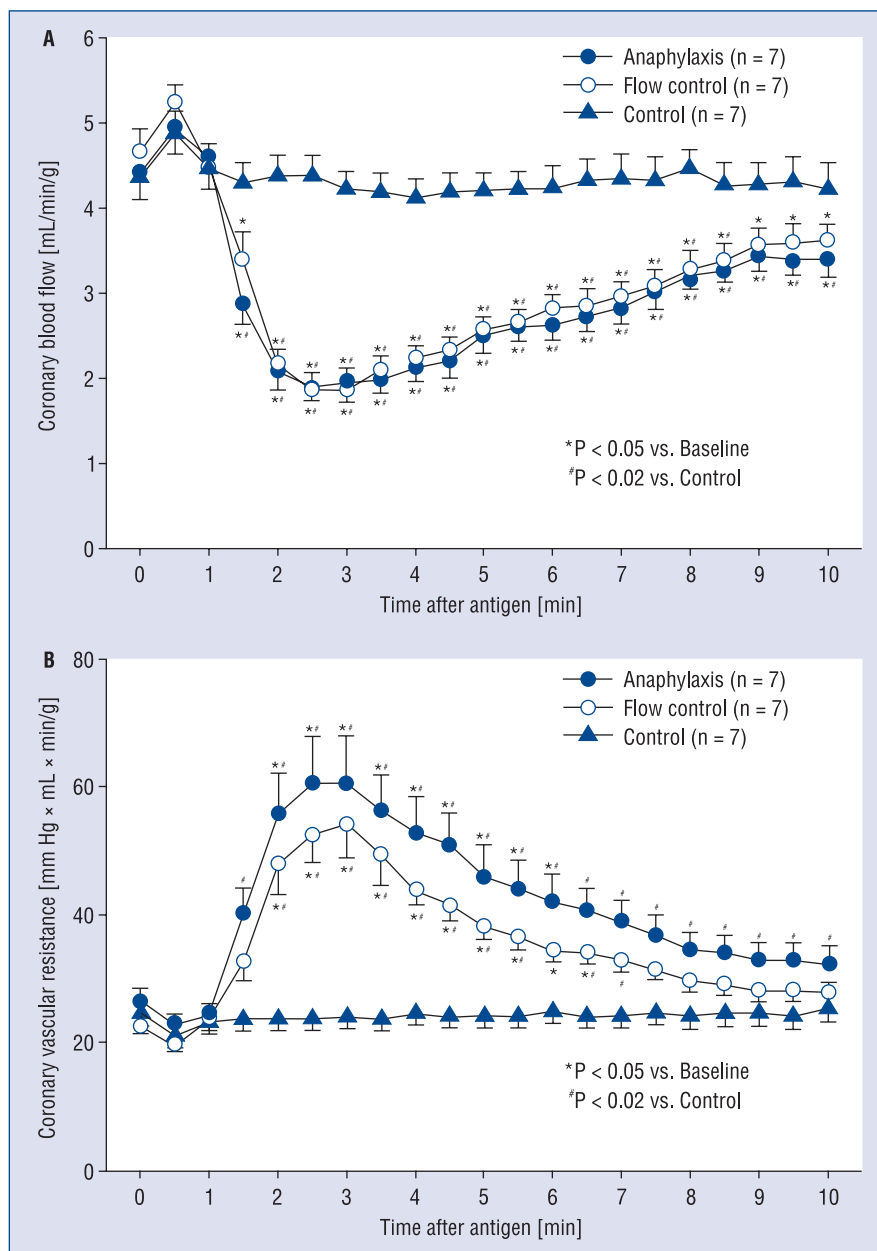 A
Coronary blood flow [mL/min/g]
6
5
4
3
2
1
0
Anaphylaxis (n = 7)
Flow control (n = 7)
Control (n = 7)
*P < 0.05 vs. Baseline
#P < 0.02 vs. Control
0 1 2 3 4 5 6 7 8 9 10
Time after antigen [min]
B
Coronary vascular resistance [mm Hg × mL × min/g]
80
60
40
20
0
Anaphylaxis (n = 7)
Flow control (n = 7)
Control (n = 7)
*P < 0.05 vs. Baseline
#P < 0.02 vs. Control
0 1 2 3 4 5 6 7 8 9 10
Time after antigen [min]